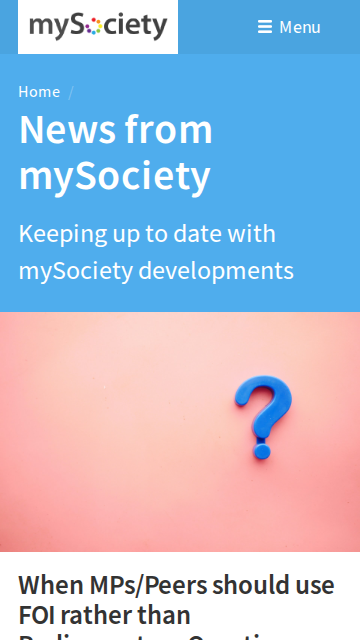 mySociety
Menu
Home /
News from
mySociety
Keeping up to date with
mySociety developments
?
When MPs/Peers should use
FOI rather than